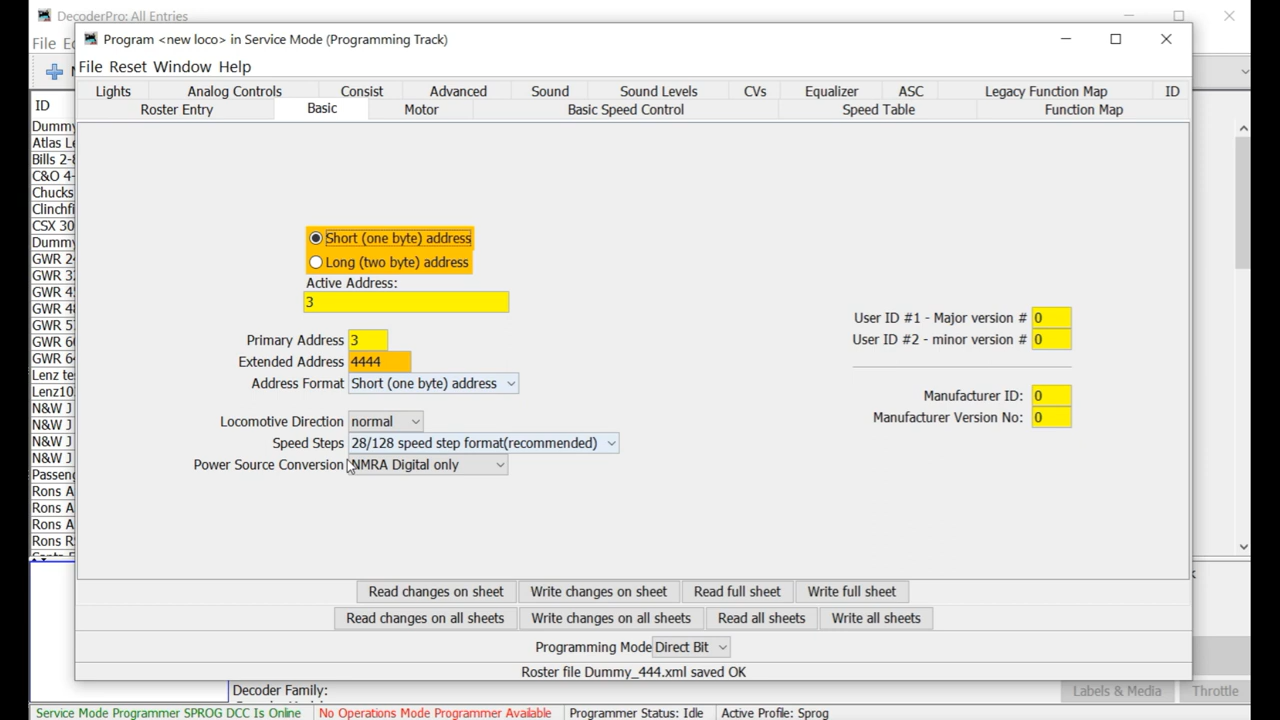 DecoderPro: All Entries
File Ed
Program <new loco> in Service Mode (Programming Track)
File Reset Window Help
Lights Analog Controls Consist Advanced Sound Sound Levels CVs Equalizer ASC Legacy Function Map ID
Roster Entry Basic Motor Basic Speed Control Speed Table Function Map
ID
Dummy
Atlas Le
Bills 2-8
C&O 4-
Chucks
Clinchfi
CSX 30
Dummy
GWR 24
GWR 32
GWR 4
GWR 48
GWR 5
GWR 60
GWR 64
Lenz te
Lenz10
N&W J
N&W J
N&W J
N&W J
Passeng
Rons A
Rons A
Rons A
Rons R
Short (one byte) address
Long (two byte) address
Active Address:
3
Primary Address 3
Extended Address 4444
Address Format Short (one byte) address
Locomotive Direction normal
Speed Steps 28/128 speed step format(recommended)
Power Source Conversion NMRA Digital only
User ID #1 - Major version # 0
User ID #2 - minor version # 0
Manufacturer ID: 0
Manufacturer Version No: 0
Read changes on sheet Write changes on sheet Read full sheet Write full sheet
Read changes on all sheets Write changes on all sheets Read all sheets Write all sheets
Programming Mode Direct Bit
Roster file Dummy_444.xml saved OK
Decoder Family:
Labels & Media Throttle
Service Mode Programmer SPROG DCC Is Online No Operations Mode Programmer Available Programmer Status: Idle Active Profile: Sprog